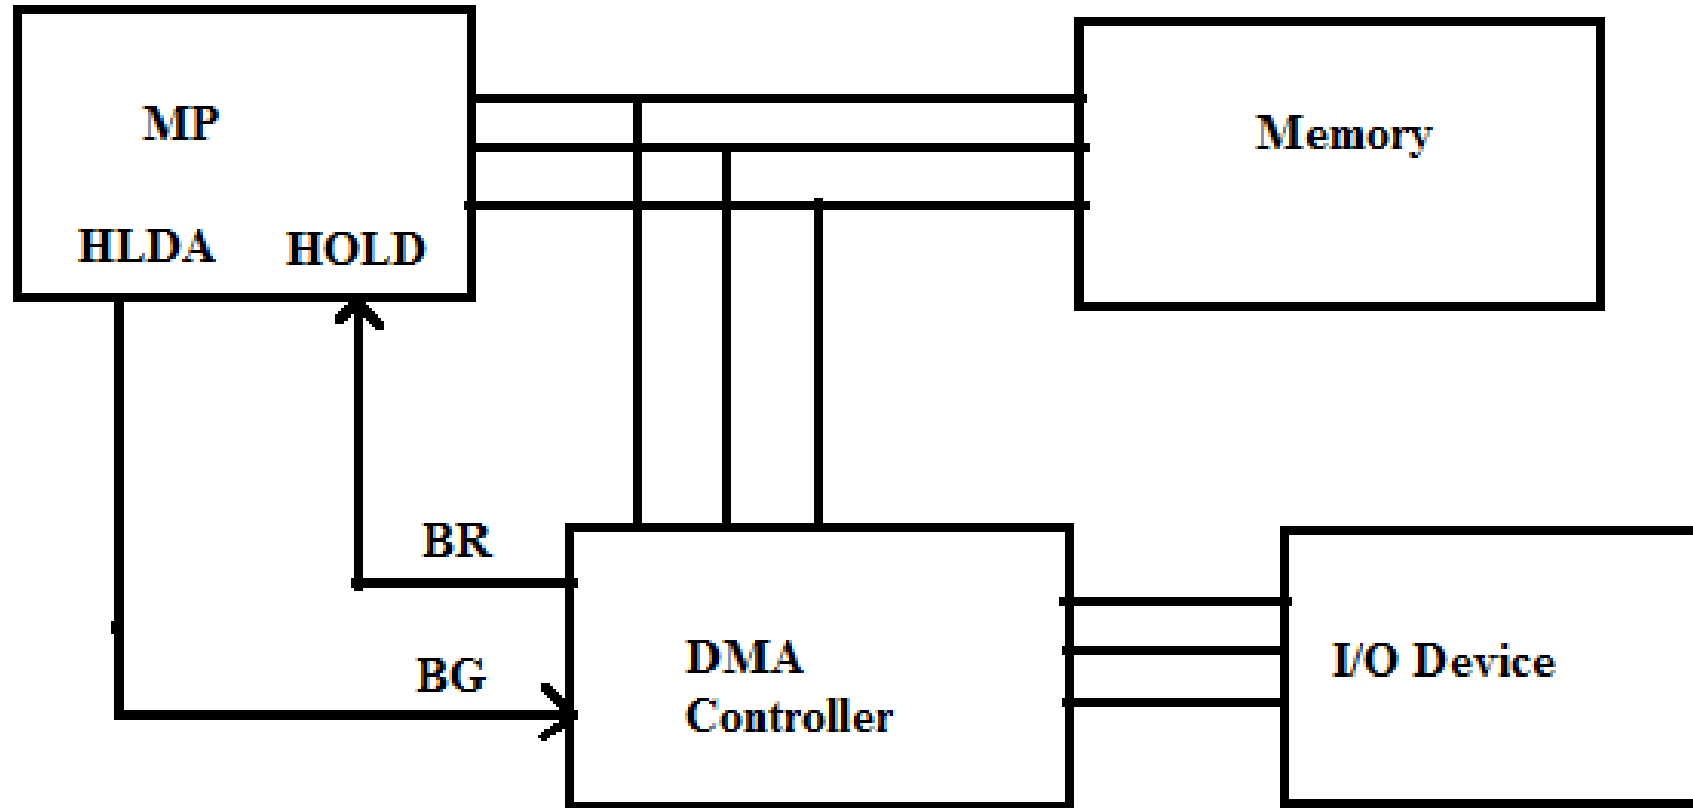 MP
Memory
HLDA HOLD
BR
BG
DMA
Controller
I/O Device